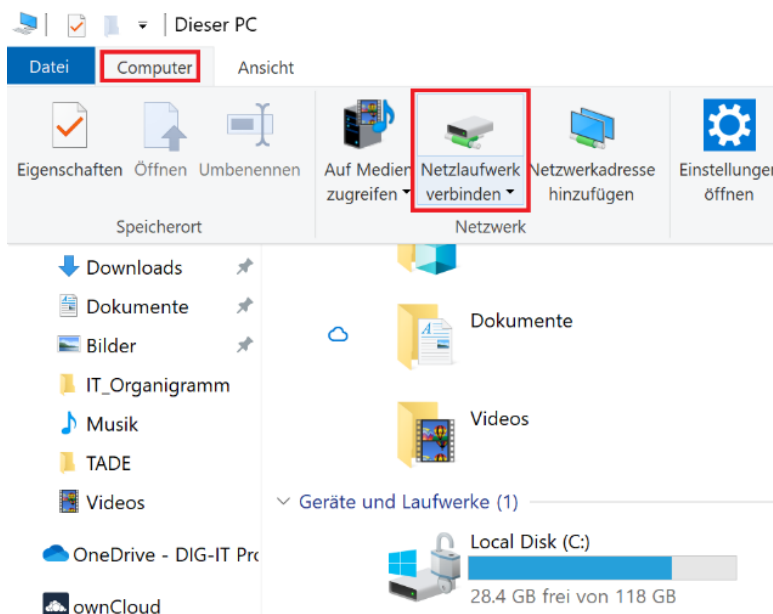 Dieser PC
Datei Computer Ansicht
Eigenschaften Öffnen Umbenennen Auf Medien Netzlaufwerk Netzwerkadresse Einstellungen
zugreifen verbinden hinzufügen öffnen
Speicherort Netzwerk
Downloads
Dokumente
Dokumente
Bilder
IT_Organigramm
Musik
Videos
TADE
Videos
Geräte und Laufwerke (1)
OneDrive - DIG-IT Pro
Local Disk (C:)
28.4 GB frei von 118 GB
ownCloud